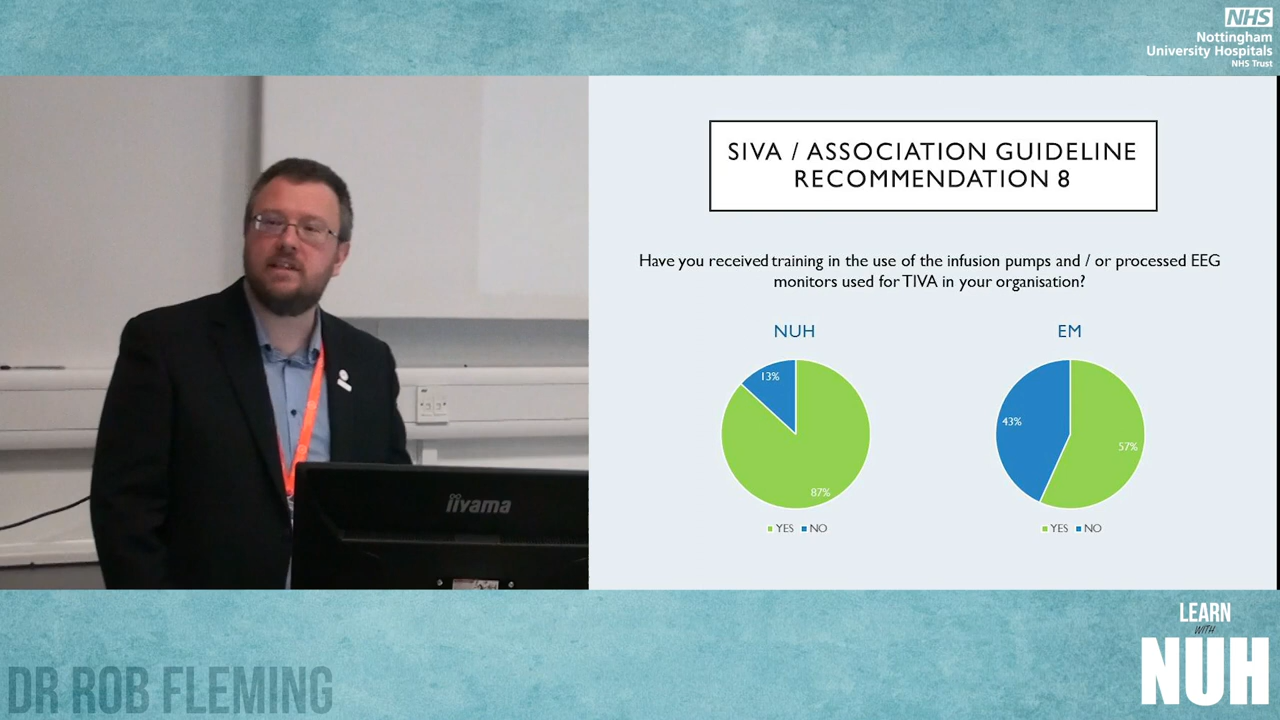 NHS
Nottingham
University Hospitals
NHS Trust
SIVA / ASSOCIATION GUIDELINE
RECOMMENDATION 8
Have you received training in the use of the infusion pumps and / or processed EEG
monitors used for TIVA in your organisation?
NUH
EM
13%
87%
43%
57%
YES NO
YES NO
iiyama
LEARN
WITH
NUH
DR ROB FLEMING